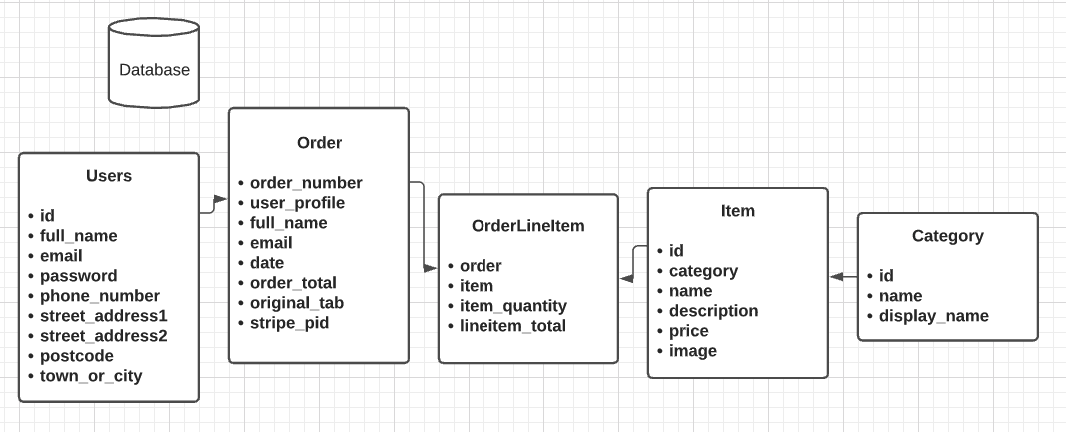 Database
Users
• id
• full_name
• email
• password
• phone_number
• street_address1
• street_address2
• postcode
• town_or_city
Order
• order_number
• user_profile
• full_name
• email
• date
• order_total
• original_tab
• stripe_pid
OrderLineItem
• order
• item
• item_quantity
• lineitem_total
Item
• id
• category
• name
• description
• price
• image
Category
• id
• name
• display_name